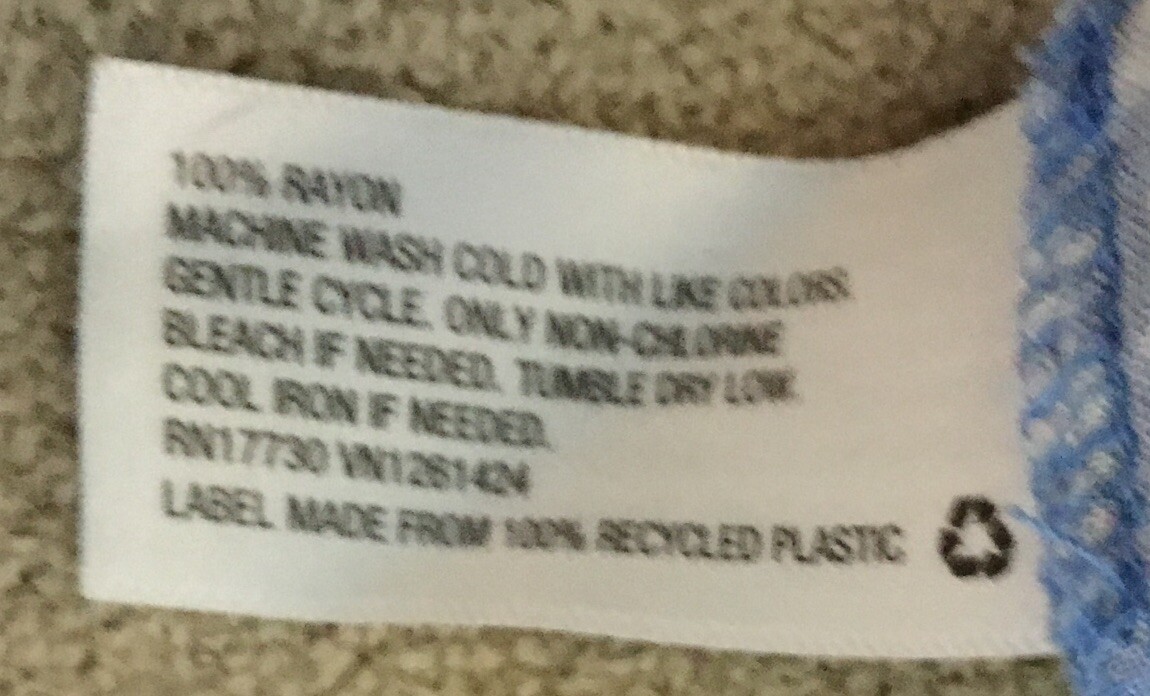 100% RAYON
MACHINE WASH COLD WITH LIKE COLORS.
GENTLE CYCLE. ONLY NON-CHLORINE
BLEACH IF NEEDED. TUMBLE DRY LOW.
COOL IRON IF NEEDED.
RN17730 VN1261424
LABEL MADE FROM 100% RECYCLED PLASTIC